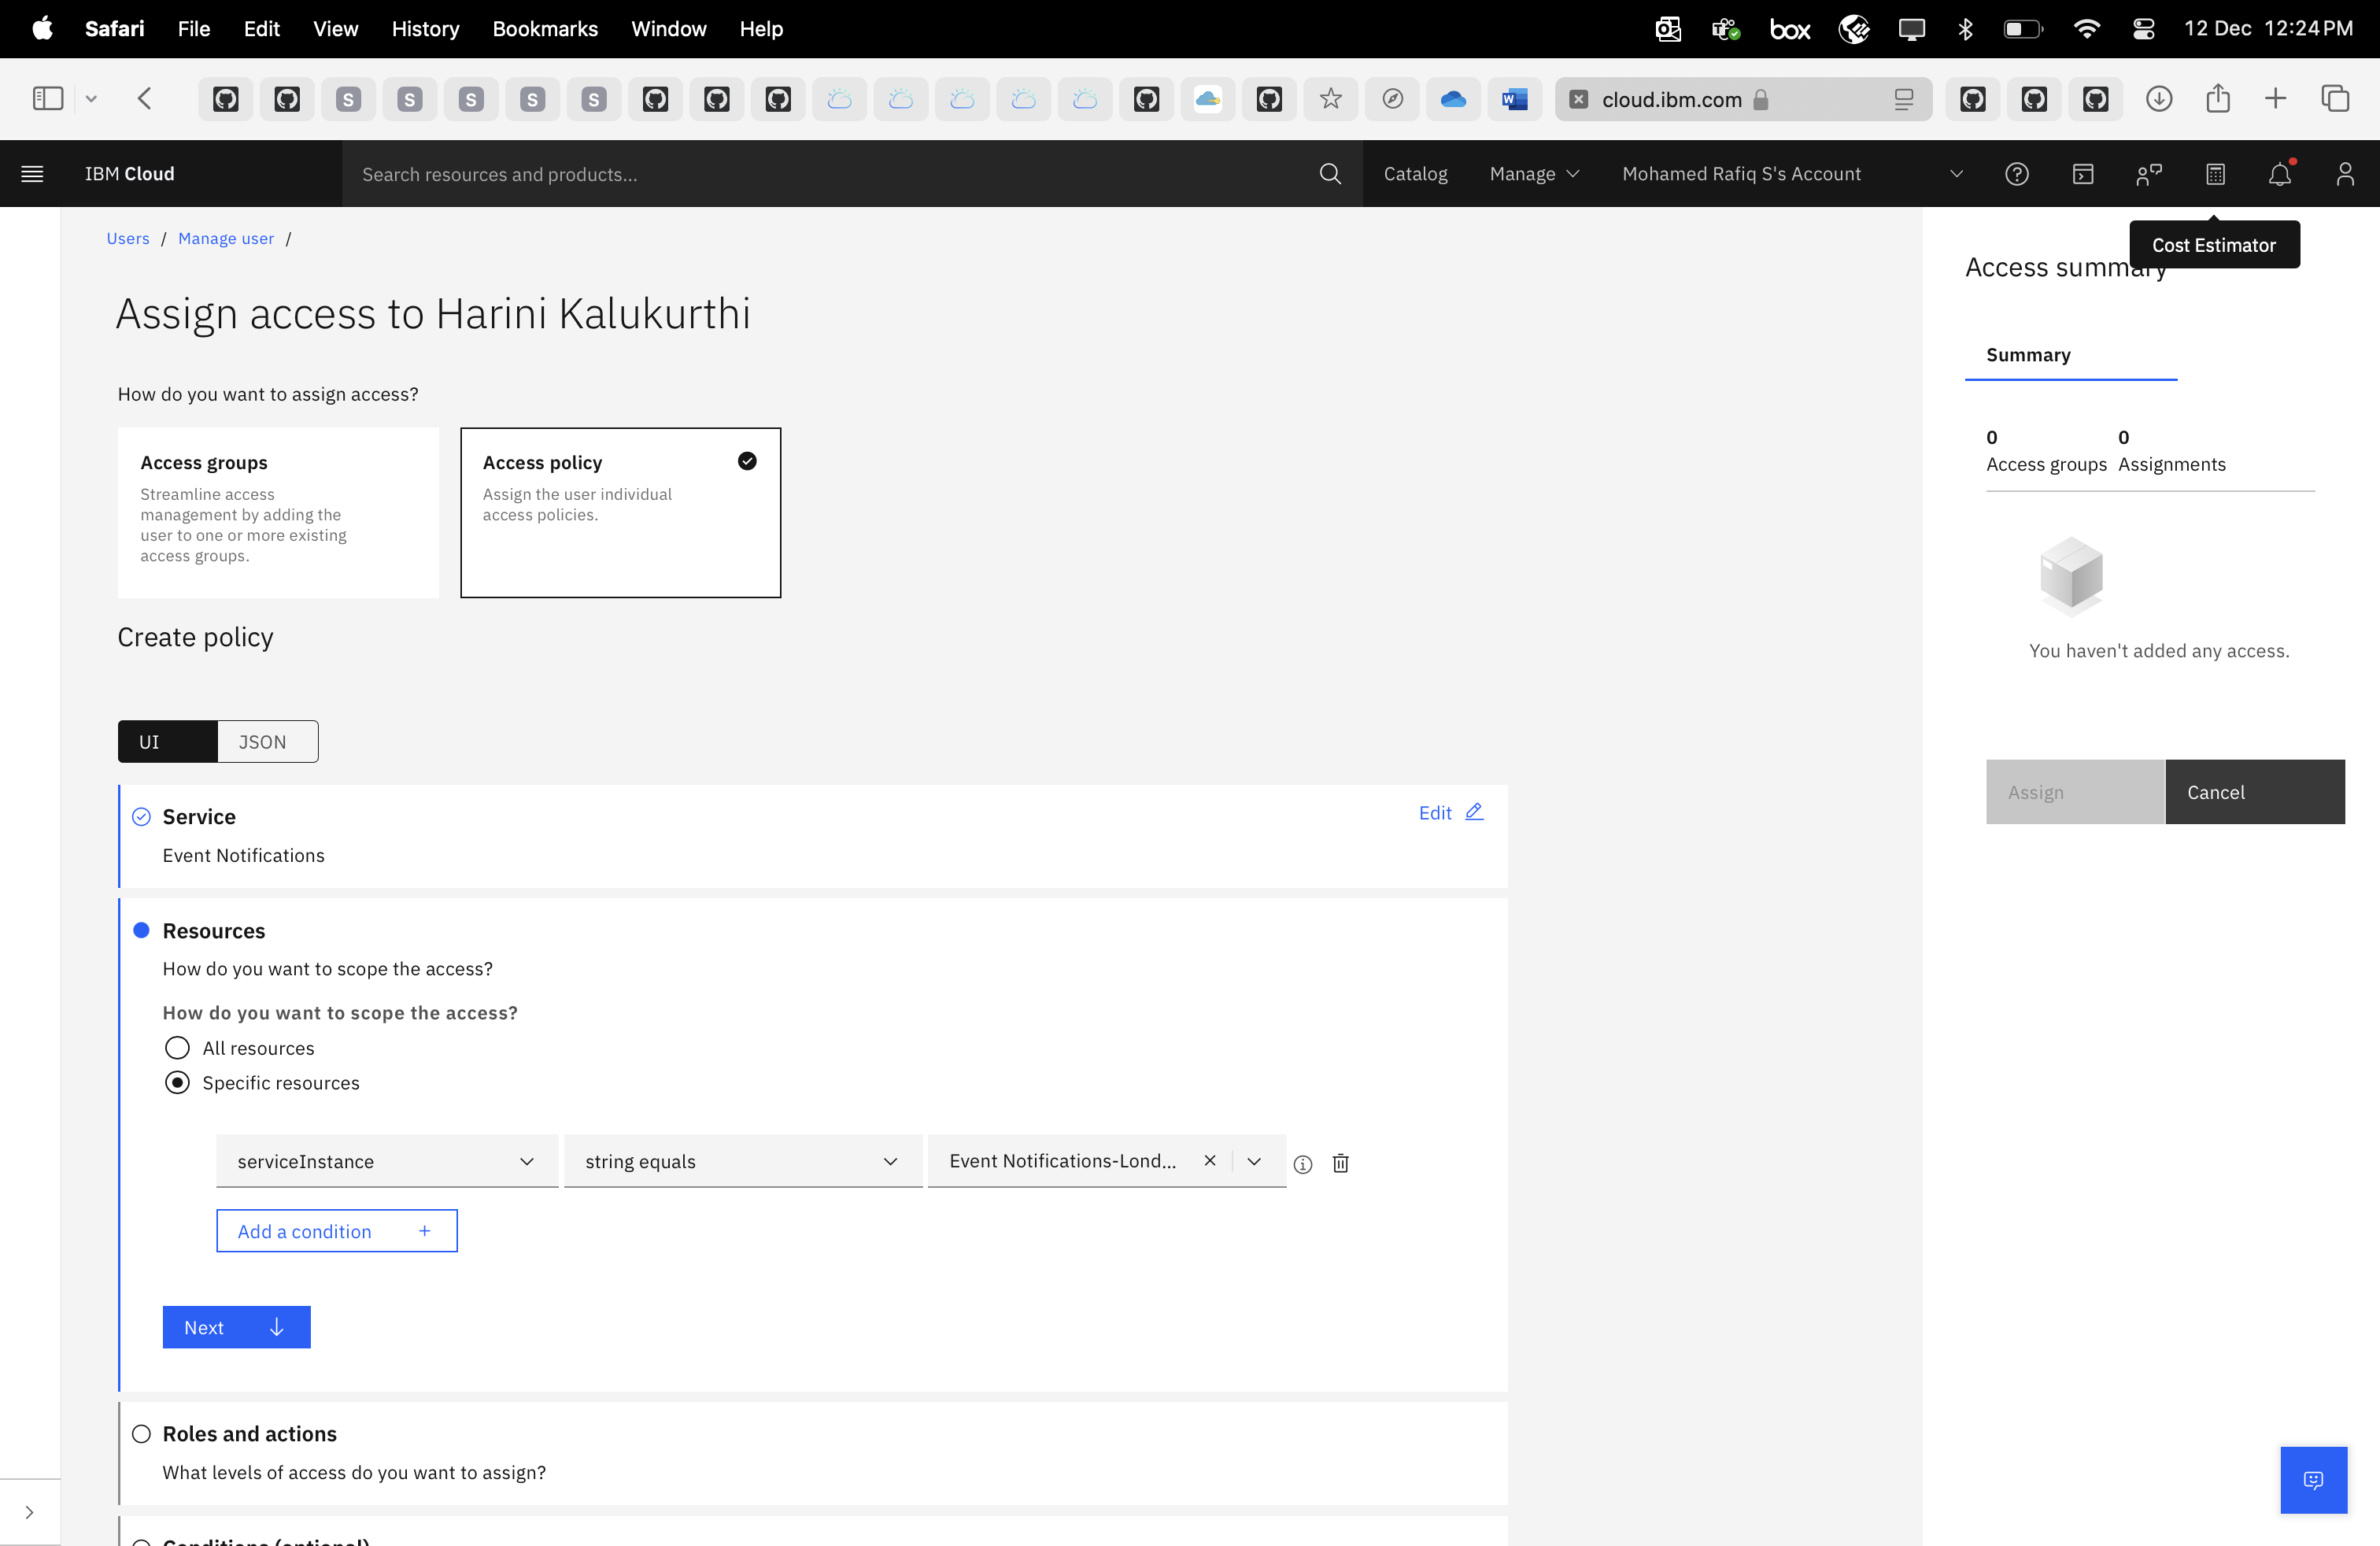 Safari File Edit View History Bookmarks Window Help box 12 Dec 12:24 PM
S S S S S W cloud.ibm.com
IBM Cloud Search resources and products... Catalog Manage Mohamed Rafiq S's Account
Users / Manage user /
Cost Estimator
Access summary
Assign access to Harini Kalukurthi
Summary
How do you want to assign access?
0 0
Access groups Assignments
Access groups
Streamline access
management by adding the
user to one or more existing
access groups.
Access policy
Assign the user individual
access policies.
Create policy
You haven't added any access.
UI JSON
Assign Cancel
Service Edit
Event Notifications
Resources
How do you want to scope the access?
How do you want to scope the access?
All resources
Specific resources
serviceInstance string equals Event Notifications-Lond...
Add a condition +
Next
Roles and actions
What levels of access do you want to assign?
Conditions (optional)